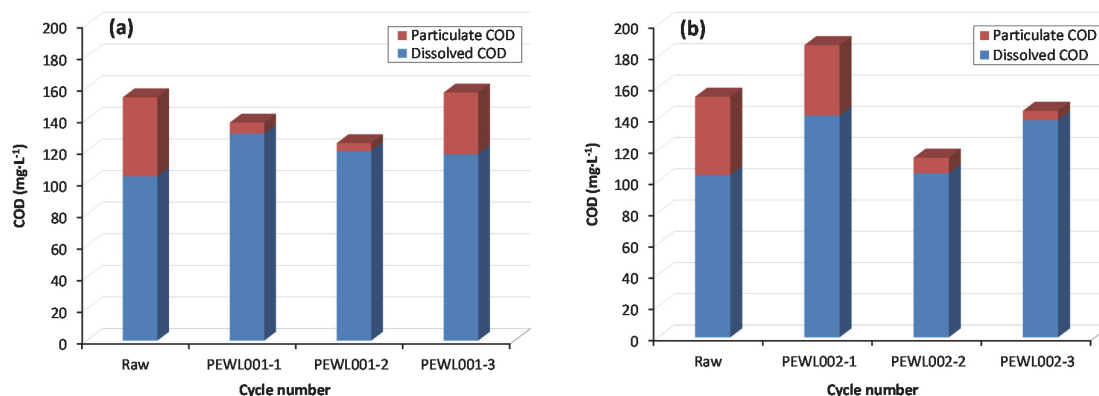 (a)
Particulate COD
Dissolved COD
200
180
160
140
120
100
80
60
40
20
0
COD (mg·L⁻¹)
Raw PEWL001-1 PEWL001-2 PEWL001-3
Cycle number
(b)
Particulate COD
Dissolved COD
200
180
160
140
120
100
80
60
40
20
0
COD (mg·L⁻¹)
Raw PEWL002-1 PEWL002-2 PEWL002-3
Cycle number